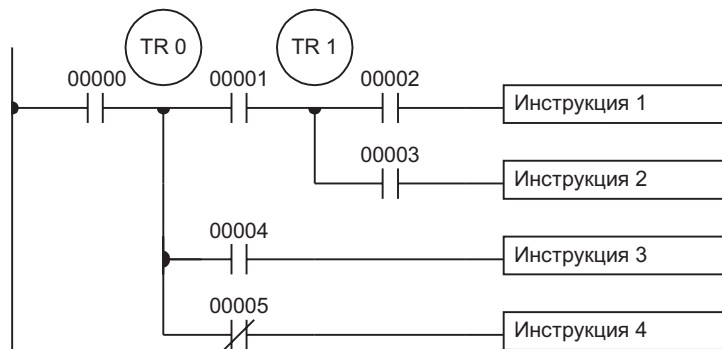 TR 0
TR 1
00000
00001
00002
Инструкция 1
00003
Инструкция 2
00004
Инструкция 3
00005
Инструкция 4